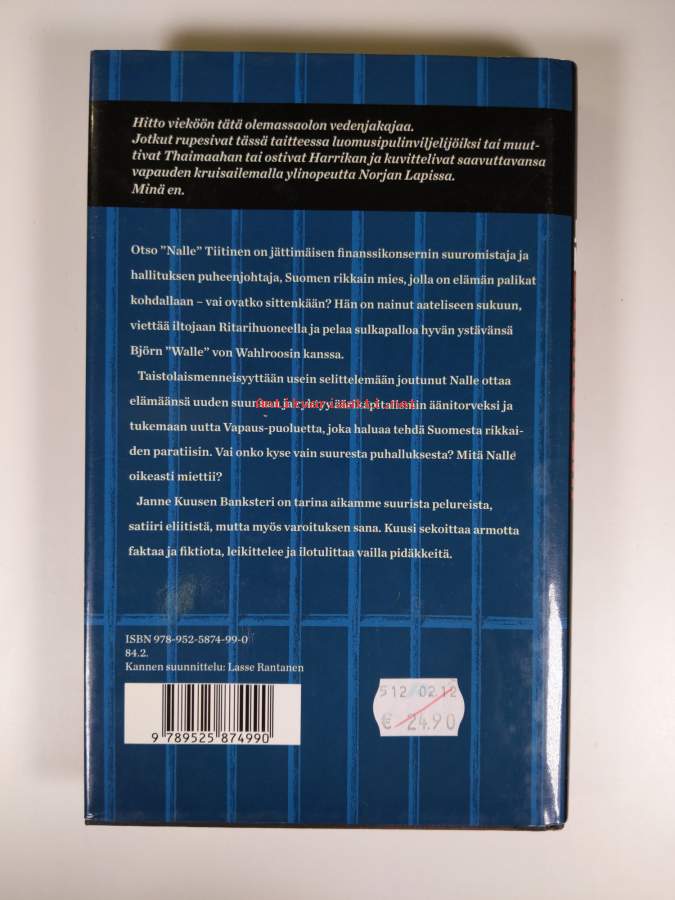 Hitto vieköön tätä olemassaolon vedenjakajaa.
Jotkut rupesivat tässä taitteessa luomusipulinviljelijöiksi tai muut-
tivat Thaimaahan tai ostivat Harrikan ja kuvittelivat saavuttavansa
vapauden kruisailemalla ylinopeutta Norjan Lapissa.
Minä en.
Otso ”Nalle” Tiitinen on jättimäisen finanssikonsernin suuromistaja ja
hallituksen puheenjohtaja, Suomen rikkain mies, jolla on elämän palikat
kohdallaan – vai ovatko sittenkään? Hän on nainut aateliseen sukuun,
viettää iltojaan Ritarihuoneella ja pelaa sulkapalloa hyvän ystävänsä
Björn ”Walle” von Wahlroosin kanssa.
Taistolaismenneisyyttään usein selittelemään joutunut Nalle ottaa
elämäänsä uuden suunnan ja ryhtyy äärikapitalismin äänitorveksi ja
tukemaan uutta Vapaus-puoluetta, joka haluaa tehdä Suomesta rikkai-
den paratiisin. Vai onko kyse vain suuresta puhalluksesta? Mitä Nalle
oikeasti miettii?
Janne Kuusen Banksteri on tarina aikamme suurista pelureista,
satiiri eliitistä, mutta myös varoituksen sana. Kuusi sekoittaa armotta
faktaa ja fiktiota, leikittelee ja ilotulittaa vailla pidäkkeitä.
ISBN 978-952-5874-99-0
84.2.
Kannen suunnittelu: Lasse Rantanen
512 02.12
€ 24.90
9 789525 874990